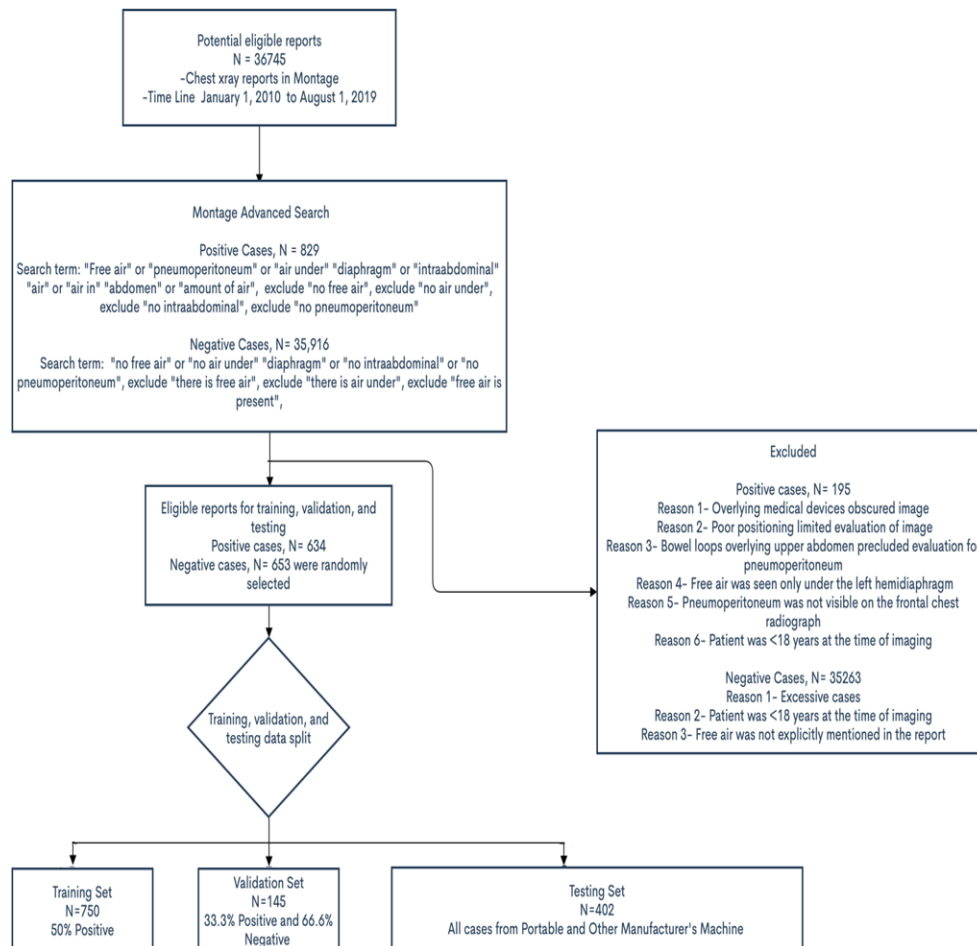 Potential eligible reports
N = 36745
-Chest xray reports in Montage
-Time Line January 1, 2010 to August 1, 2019
Montage Advanced Search
Positive Cases, N = 829
Search term: "Free air" or "pneumoperitoneum" or "air under" "diaphragm" or "intraabdominal"
"air" or "air in" "abdomen" or "amount of air", exclude "no free air", exclude "no air under",
exclude "no intraabdominal", exclude "no pneumoperitoneum"
Negative Cases, N= 35,916
Search term: "no free air" or "no air under" "diaphragm" or "no intraabdominal" or "no
pneumoperitoneum", exclude "there is free air", exclude "there is air under", exclude "free air is
present",
Excluded
Positive cases, N= 195
Reason 1- Overlying medical devices obscured image
Reason 2- Poor positioning limited evaluation of image
Reason 3- Bowel loops overlying upper abdomen precluded evaluation fo
pneumoperitoneum
Reason 4- Free air was seen only under the left hemidiaphragm
Reason 5- Pneumoperitoneum was not visible on the frontal chest
radiograph
Reason 6- Patient was <18 years at the time of imaging
Negative Cases, N= 35263
Reason 1- Excessive cases
Reason 2- Patient was <18 years at the time of imaging
Reason 3- Free air was not explicitly mentioned in the report
Eligible reports for training, validation, and
testing
Positive cases, N= 634
Negative cases, N= 653 were randomly
selected
Training, validation, and
testing data split
Training Set
N=750
50% Positive
Validation Set
N=145
33.3% Positive and 66.6%
Negative
Testing Set
N=402
All cases from Portable and Other Manufacturer's Machine